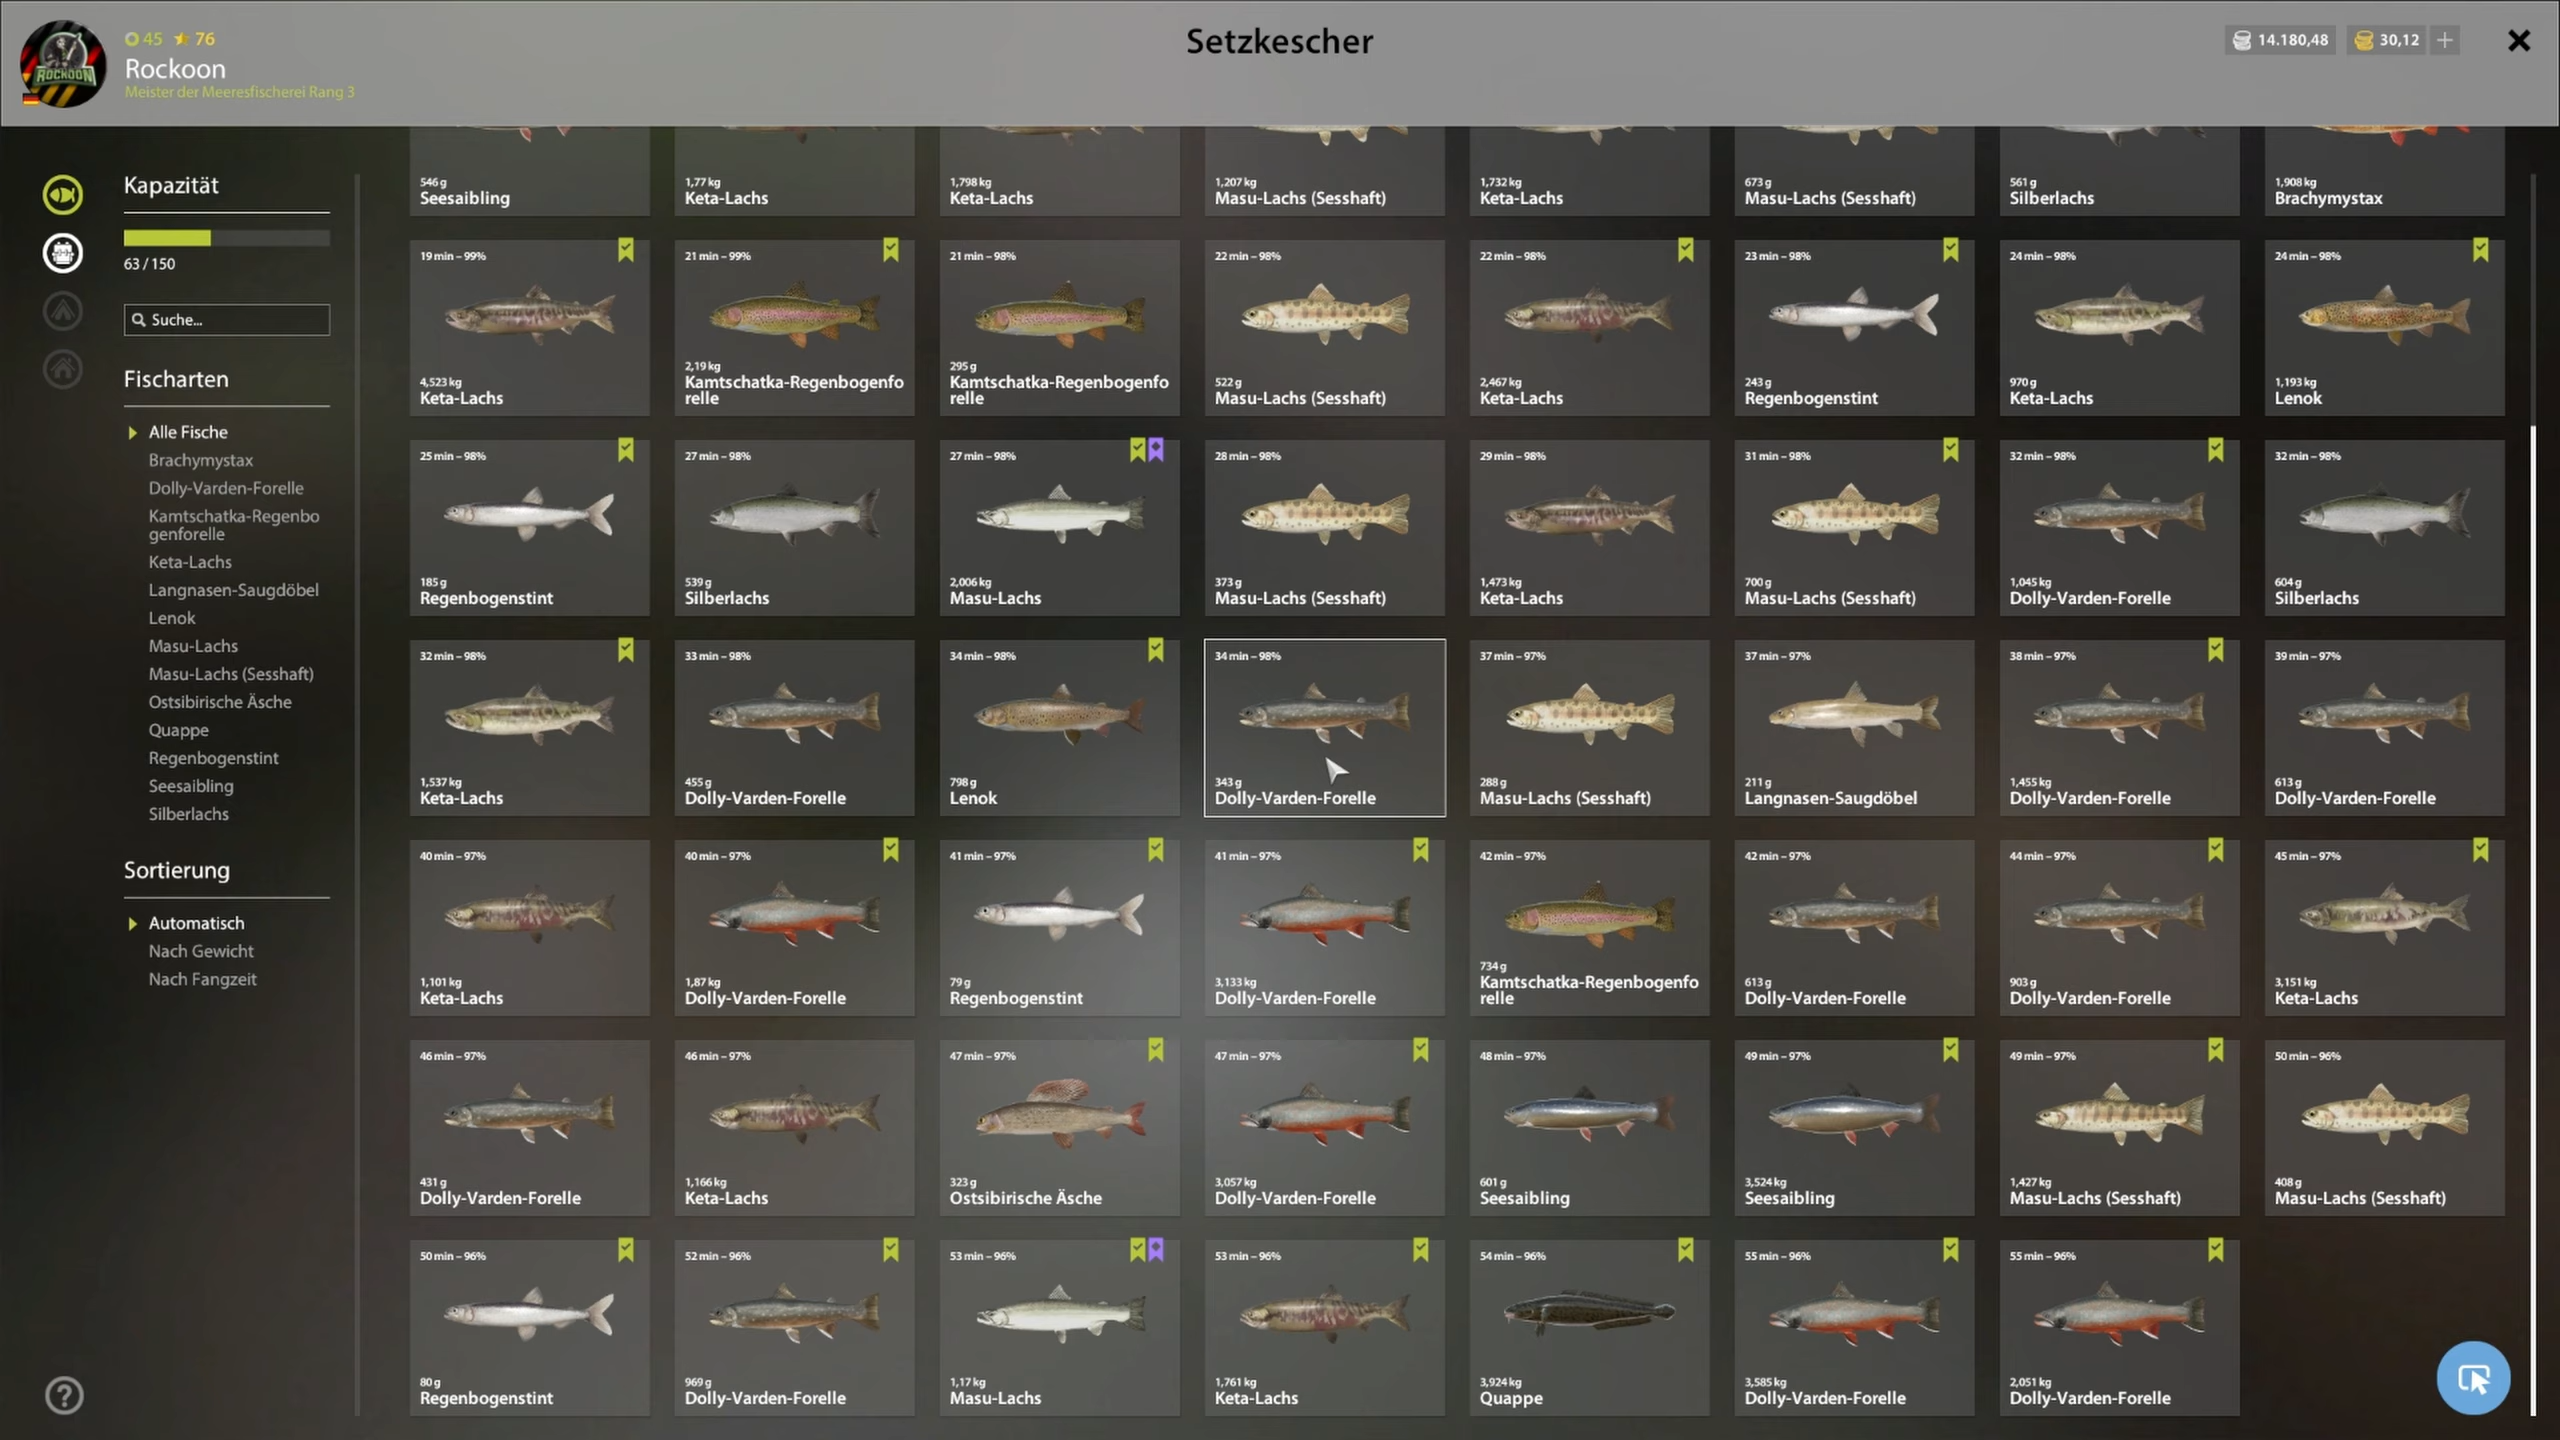 45 76
Setzkescher
14.180,48 30,12
Rockoon
Meister der Meeresfischerei Rang 3
ROCKOON
Kapazität
63 / 150
Suche...
Fischarten
Alle Fische
Brachymystax
Dolly-Varden-Forelle
Kamtschatka-Regenbo
genforelle
Keta-Lachs
Langnasen-Saugdöbel
Lenok
Masu-Lachs
Masu-Lachs (Sesshaft)
Ostsibirische Äsche
Quappe
Regenbogenstint
Seesaibling
Silberlachs
Sortierung
Automatisch
Nach Gewicht
Nach Fangzeit
546 g
Seesaibling
1,77 kg
Keta-Lachs
1,798 kg
Keta-Lachs
1,207 kg
Masu-Lachs (Sesshaft)
1,732 kg
Keta-Lachs
673 g
Masu-Lachs (Sesshaft)
561 g
Silberlachs
1,908 kg
Brachymystax
19 min – 99%
4,523 kg
Keta-Lachs
21 min – 99%
2,19 kg
Kamtschatka-Regenbogenfo
relle
21 min – 98%
295 g
Kamtschatka-Regenbogenfo
relle
22 min – 98%
522 g
Masu-Lachs (Sesshaft)
22 min – 98%
2,467 kg
Keta-Lachs
23 min – 98%
243 g
Regenbogenstint
24 min – 98%
970 g
Keta-Lachs
24 min – 98%
1,193 kg
Lenok
25 min – 98%
185 g
Regenbogenstint
27 min – 98%
539 g
Silberlachs
27 min – 98%
2,006 kg
Masu-Lachs
28 min – 98%
373 g
Masu-Lachs (Sesshaft)
29 min – 98%
1,473 kg
Keta-Lachs
31 min – 98%
700 g
Masu-Lachs (Sesshaft)
32 min – 98%
1,045 kg
Dolly-Varden-Forelle
32 min – 98%
604 g
Silberlachs
32 min – 98%
1,537 kg
Keta-Lachs
33 min – 98%
455 g
Dolly-Varden-Forelle
34 min – 98%
798 g
Lenok
34 min – 98%
343 g
Dolly-Varden-Forelle
37 min – 97%
288 g
Masu-Lachs (Sesshaft)
37 min – 97%
211 g
Langnasen-Saugdöbel
38 min – 97%
1,455 kg
Dolly-Varden-Forelle
39 min – 97%
613 g
Dolly-Varden-Forelle
40 min – 97%
1,101 kg
Keta-Lachs
40 min – 97%
1,87 kg
Dolly-Varden-Forelle
41 min – 97%
79 g
Regenbogenstint
41 min – 97%
3,133 kg
Dolly-Varden-Forelle
42 min – 97%
734 g
Kamtschatka-Regenbogenfo
relle
42 min – 97%
613 g
Dolly-Varden-Forelle
44 min – 97%
903 g
Dolly-Varden-Forelle
45 min – 97%
3,151 kg
Keta-Lachs
46 min – 97%
431 g
Dolly-Varden-Forelle
46 min – 97%
1,166 kg
Keta-Lachs
47 min – 97%
323 g
Ostsibirische Äsche
47 min – 97%
3,057 kg
Dolly-Varden-Forelle
48 min – 97%
601 g
Seesaibling
49 min – 97%
3,524 kg
Seesaibling
49 min – 97%
1,427 kg
Masu-Lachs (Sesshaft)
50 min – 96%
408 g
Masu-Lachs (Sesshaft)
50 min – 96%
80 g
Regenbogenstint
52 min – 96%
969 g
Dolly-Varden-Forelle
53 min – 96%
1,17 kg
Masu-Lachs
53 min – 96%
1,761 kg
Keta-Lachs
54 min – 96%
3,924 kg
Quappe
55 min – 96%
3,585 kg
Dolly-Varden-Forelle
55 min – 96%
2,051 kg
Dolly-Varden-Forelle